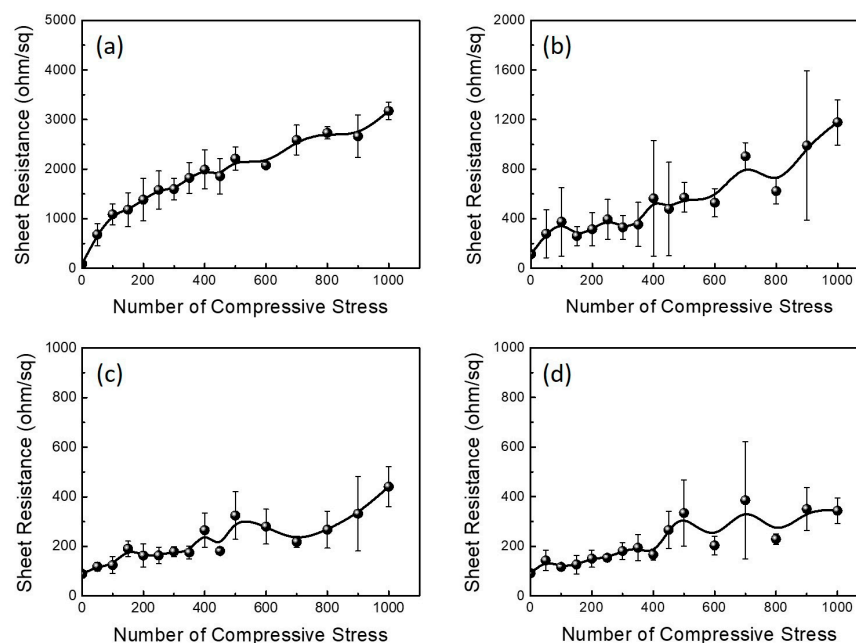 (a)
Sheet Resistance (ohm/sq)
5000
4000
3000
2000
1000
0
0 200 400 600 800 1000
Number of Compressive Stress
(b)
Sheet Resistance (ohm/sq)
2000
1600
1200
800
400
0
0 200 400 600 800 1000
Number of Compressive Stress
(c)
Sheet Resistance (ohm/sq)
1000
800
600
400
200
0
0 200 400 600 800 1000
Number of Compressive Stress
(d)
Sheet Resistance (ohm/sq)
1000
800
600
400
200
0
0 200 400 600 800 1000
Number of Compressive Stress